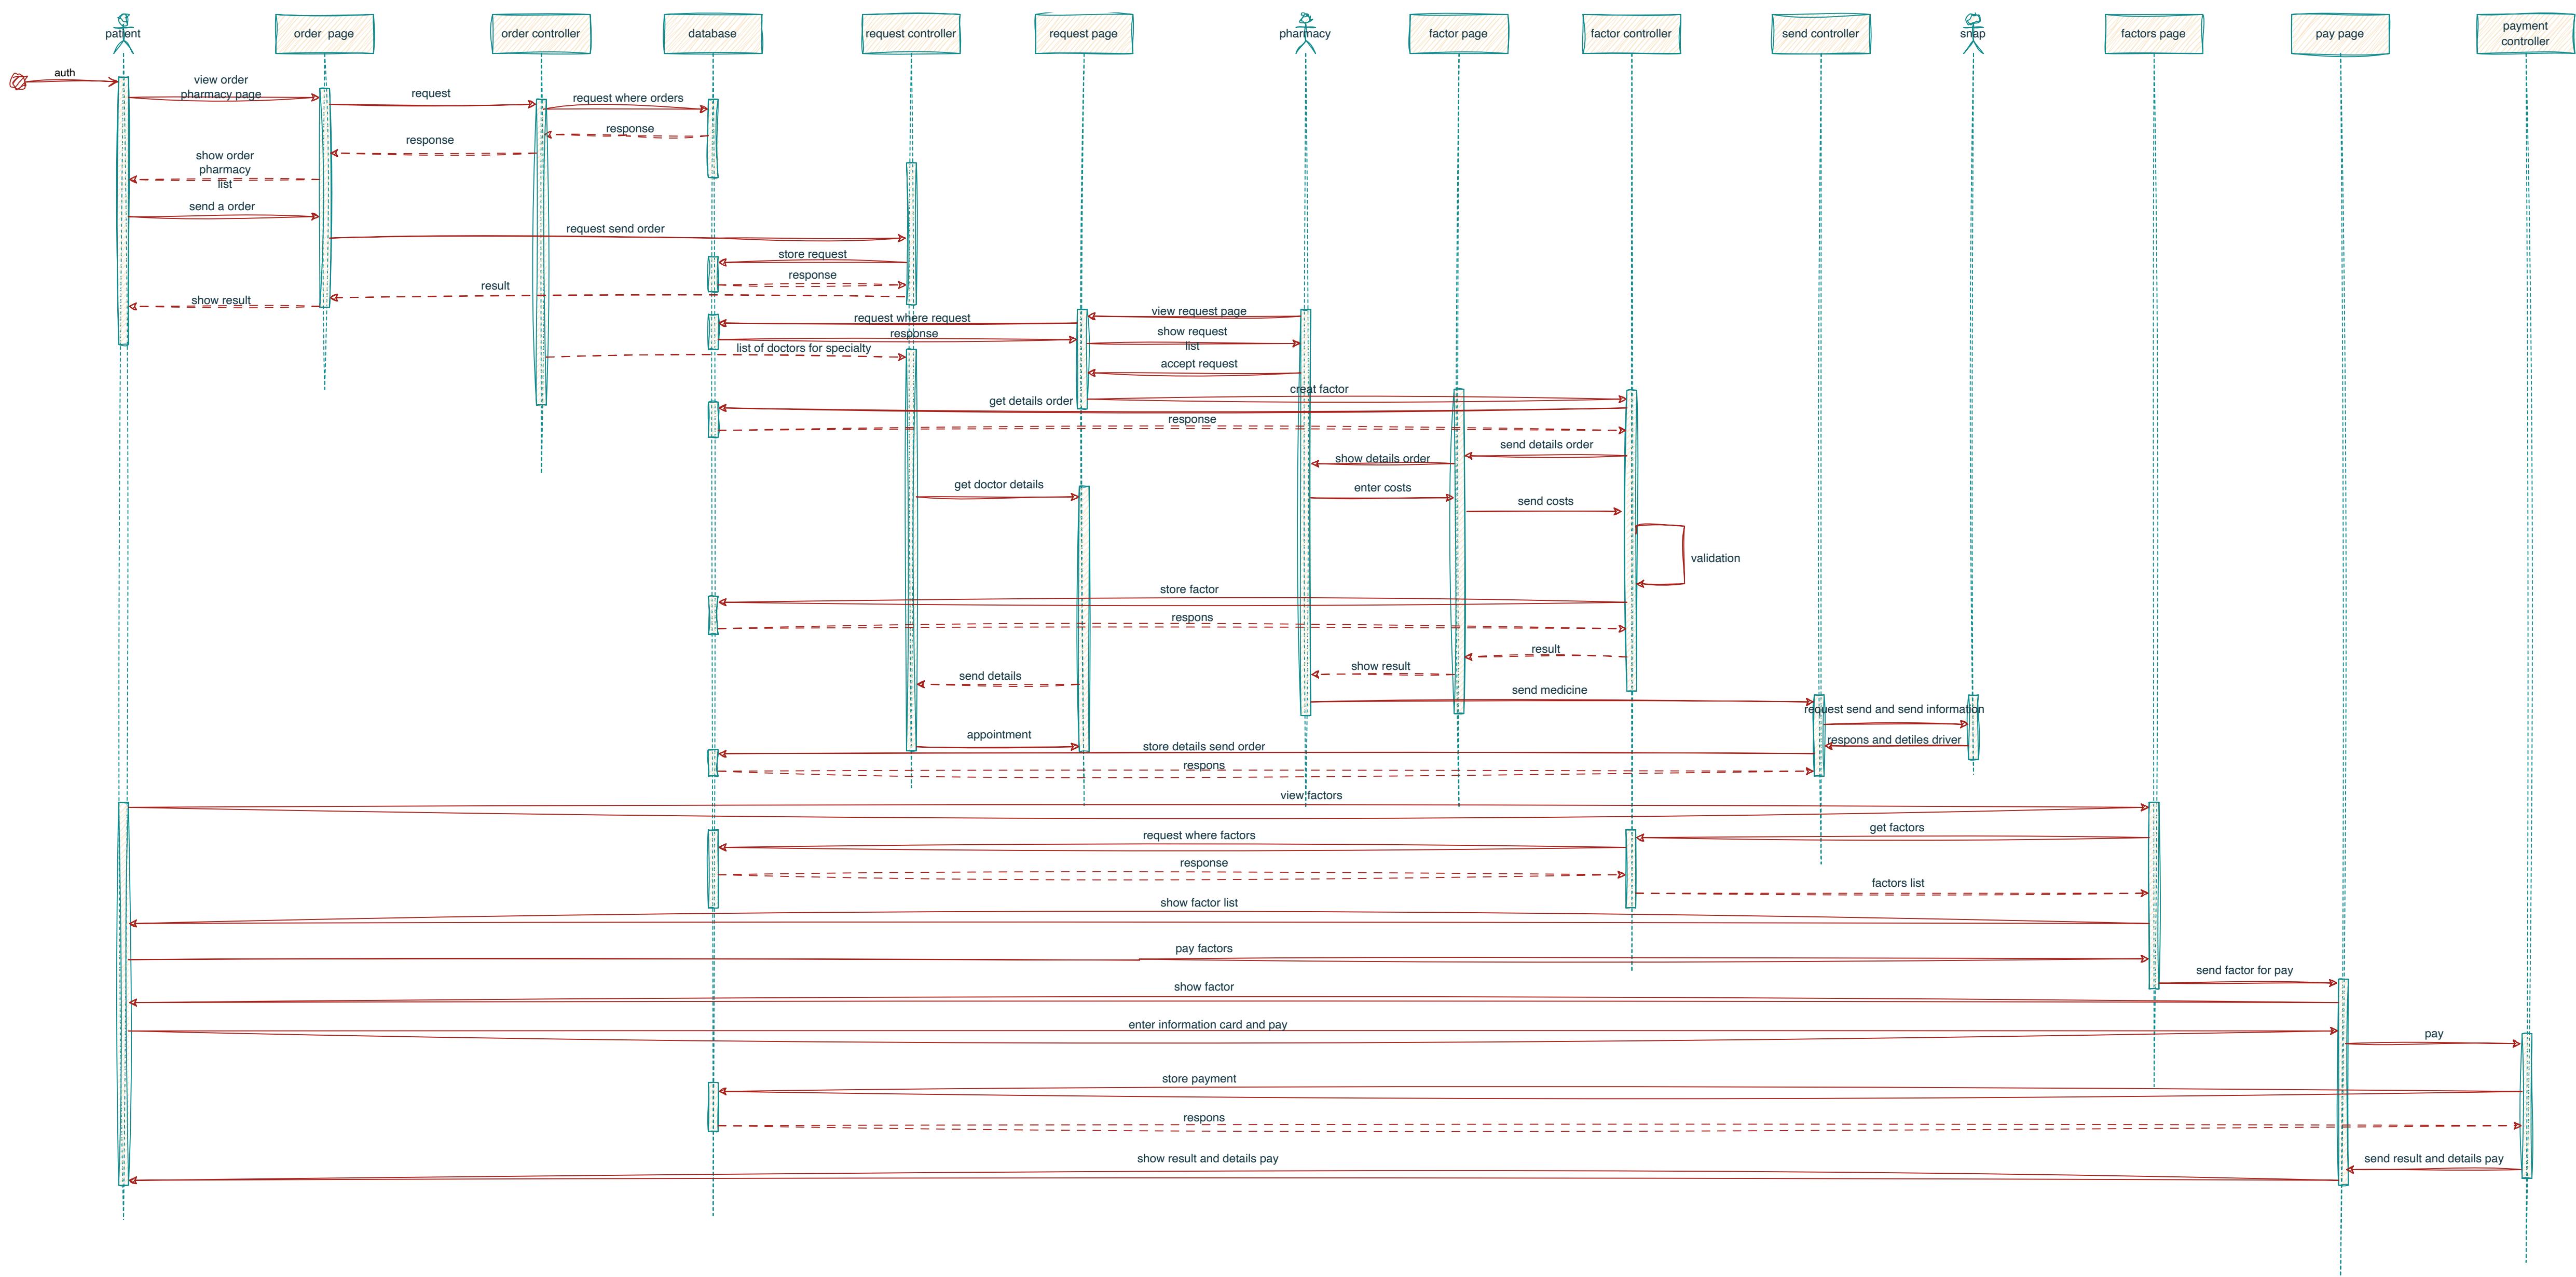 patient
order  page
order controller
database
request controller
request page
pharmacy
factor page
factor controller
send controller
snap
factors page
pay page
payment
controller
auth
view order
pharmacy page
request
request where orders
response
response
show order
pharmacy
list
send a order
request send order
store request
response
result
show result
view request page
request where request
show request
list
response
list of doctors for specialty
accept request
creat factor
get details order
response
send details order
show details order
get doctor details
enter costs
send costs
validation
store factor
respons
result
show result
send details
send medicine
request send and send information
appointment
respons and detiles driver
store details send order
respons
view factors
get factors
request where factors
response
factors list
show factor list
pay factors
send factor for pay
show factor
enter information card and pay
pay
store payment
respons
show result and details pay
send result and details pay